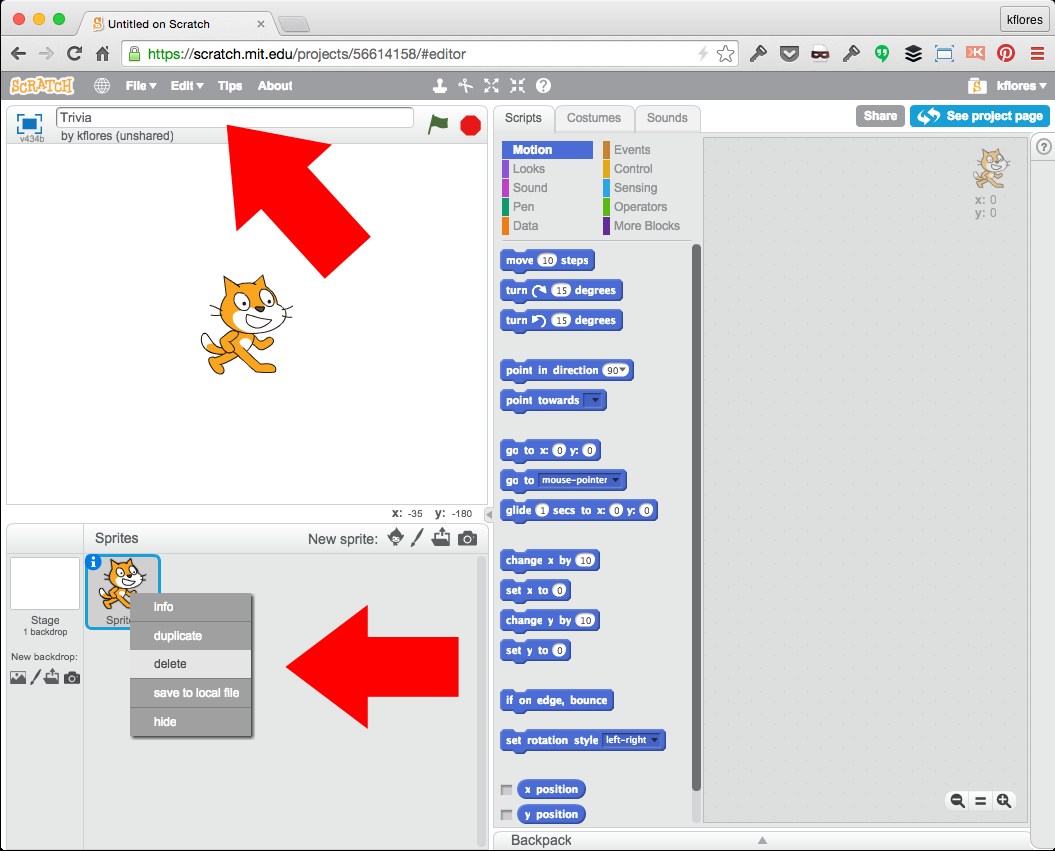 Untitled on Scratch
kflores
https://scratch.mit.edu/projects/56614158/#editor
SCRATCH
File Edit Tips About
kflores
v434b
Trivia
by kflores (unshared)
Scripts Costumes Sounds
Share
See project page
Motion
Looks
Sound
Pen
Data
Events
Control
Sensing
Operators
More Blocks
x: 0
y: 0
move 10 steps
turn 15 degrees
turn 15 degrees
point in direction 90
point towards
go to x: 0 y: 0
go to mouse-pointer
glide 1 secs to x: 0 y: 0
change x by 10
set x to 0
change y by 10
set y to 0
if on edge, bounce
set rotation style left-right
x position
y position
X: -35 y: -180
Sprites
New sprite:
Stage
1 backdrop
New backdrop:
info
duplicate
delete
save to local file
hide
Backpack